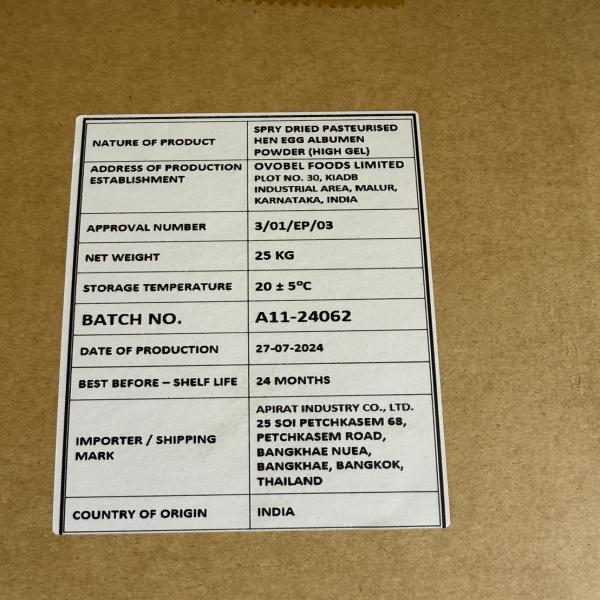 NATURE OF PRODUCT
SPRY DRIED PASTEURISED
HEN EGG ALBUMEN
POWDER (HIGH GEL)
ADDRESS OF PRODUCTION
ESTABLISHMENT
OVOBEL FOODS LIMITED
PLOT NO. 30, KIADB
INDUSTRIAL AREA, MALUR,
KARNATAKA, INDIA
APPROVAL NUMBER
3/01/EP/03
NET WEIGHT
25 KG
STORAGE TEMPERATURE
20 ± 5°C
BATCH NO.
A11-24062
DATE OF PRODUCTION
27-07-2024
BEST BEFORE – SHELF LIFE
24 MONTHS
IMPORTER / SHIPPING
MARK
APIRAT INDUSTRY CO., LTD.
25 SOI PETCHKASEM 68,
PETCHKASEM ROAD,
BANGKHAE NUEA,
BANGKHAE, BANGKOK,
THAILAND
COUNTRY OF ORIGIN
INDIA